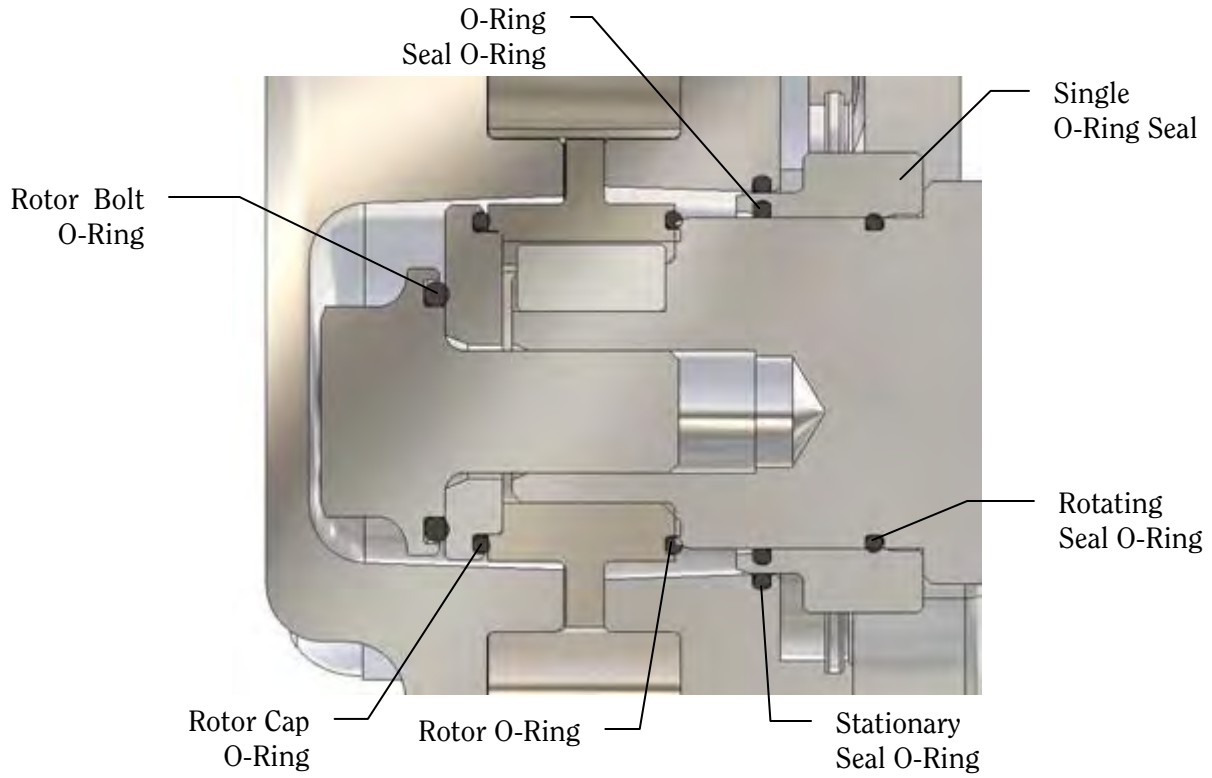 O-Ring
Seal O-Ring
Single
O-Ring Seal
Rotor Bolt
O-Ring
Rotating
Seal O-Ring
Rotor Cap
O-Ring
Rotor O-Ring
Stationary
Seal O-Ring